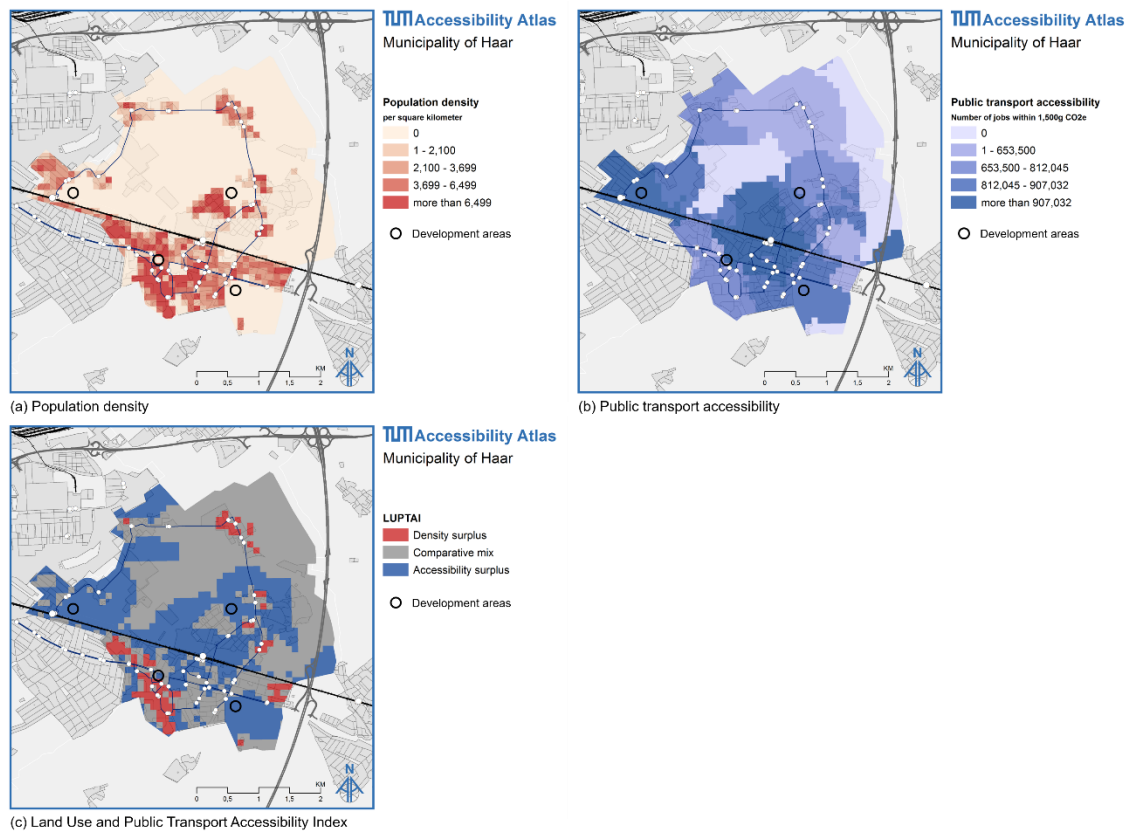 TUM Accessibility Atlas
Municipality of Haar
Population density
per square kilometer
0
1 - 2,100
2,100 - 3,699
3,699 - 6,499
more than 6,499
Development areas
N
KM
0 0,5 1 1,5 2
(a) Population density
TUM Accessibility Atlas
Municipality of Haar
Public transport accessibility
Number of jobs within 1,500g CO2e
0
1 - 653,500
653,500 - 812,045
812,045 - 907,032
more than 907,032
Development areas
N
KM
0 0,5 1 1,5 2
(b) Public transport accessibility
TUM Accessibility Atlas
Municipality of Haar
LUPTAI
Density surplus
Comparative mix
Accessibility surplus
Development areas
N
KM
0 0,5 1 1,5 2
(c) Land Use and Public Transport Accessibility Index